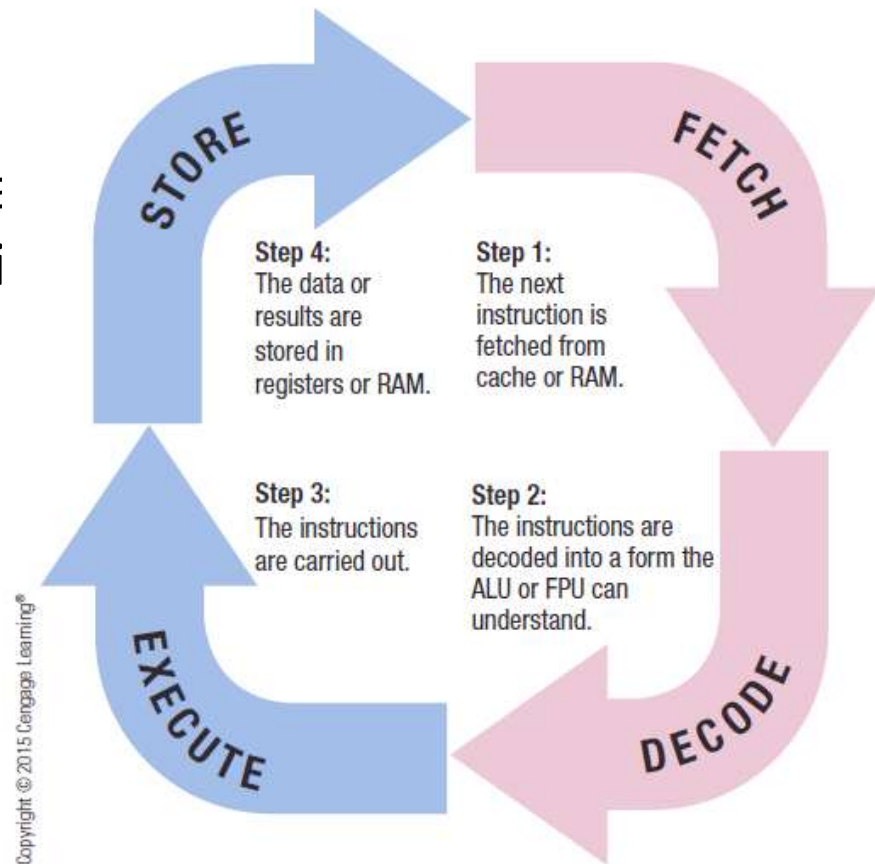 STORE
FETCH
Step 4:
The data or
results are
stored in
registers or RAM.
Step 1:
The next
instruction is
fetched from
cache or RAM.
Step 3:
The instructions
are carried out.
Step 2:
The instructions are
decoded into a form the
ALU or FPU can
understand.
EXECUTE
DECODE
Copyright © 2015 Cengage Learning®